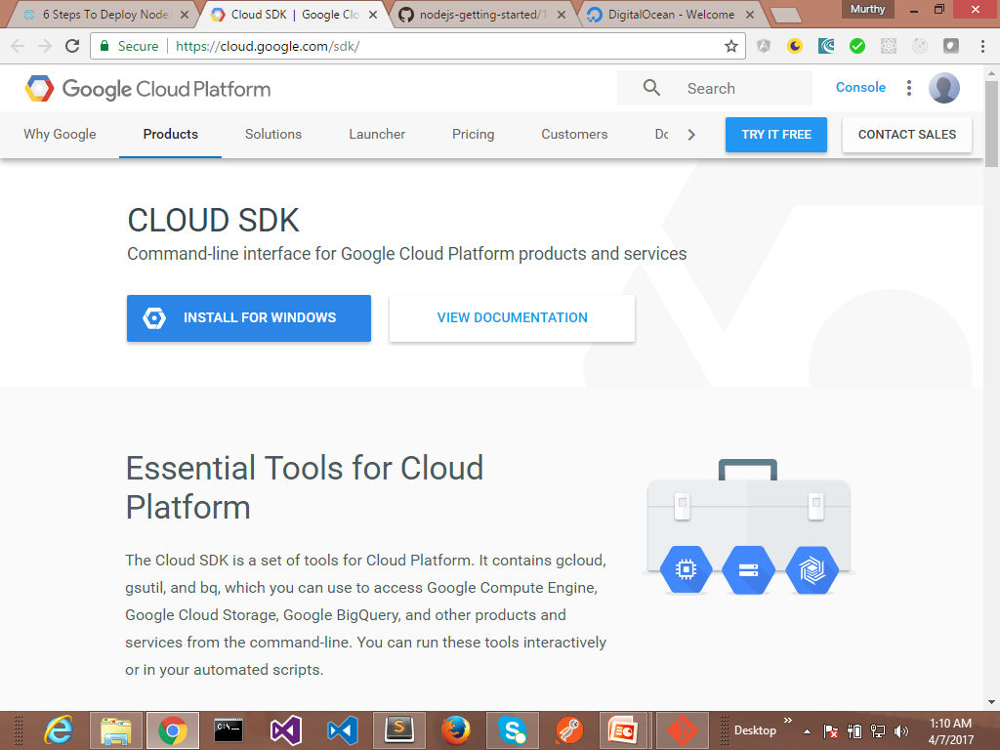 6 Steps To Deploy Node.
Cloud SDK | Google Clo
nodejs-getting-started/1
DigitalOcean - Welcome
Murthy
Secure
https://cloud.google.com/sdk/
Google Cloud Platform
Search
Console
Why Google
Products
Solutions
Launcher
Pricing
Customers
Dc
TRY IT FREE
CONTACT SALES
CLOUD SDK
Command-line interface for Google Cloud Platform products and services
INSTALL FOR WINDOWS
VIEW DOCUMENTATION
Essential Tools for Cloud
Platform
The Cloud SDK is a set of tools for Cloud Platform. It contains gcloud,
gsutil, and bq, which you can use to access Google Compute Engine,
Google Cloud Storage, Google BigQuery, and other products and
services from the command-line. You can run these tools interactively
or in your automated scripts.
Desktop
1:10 AM
4/7/2017